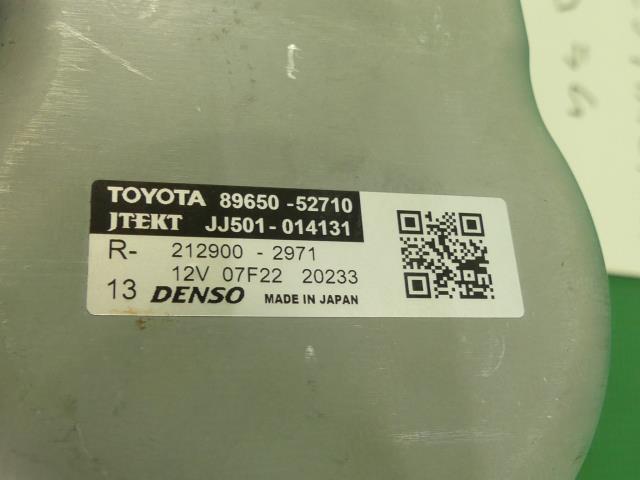 TOYOTA 89650-52710
JTEKT JJ501-014131
R- 212900-2971
12V 07F22 20233
13 DENSO MADE IN JAPAN